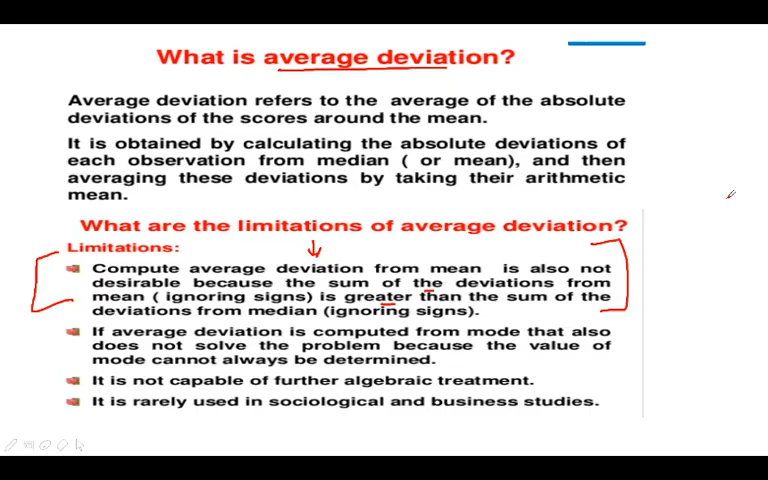 What is average deviation?
Average deviation refers to the average of the absolute
deviations of the scores around the mean.
It is obtained by calculating the absolute deviations of
each observation from median ( or mean), and then
averaging these deviations by taking their arithmetic
mean.
What are the limitations of average deviation?
Limitations:
Compute average deviation from mean is also not
desirable because the sum of the deviations from
mean ( ignoring signs) is greater than the sum of the
deviations from median (ignoring signs).
If average deviation is computed from mode that also
does not solve the problem because the value of
mode cannot always be determined.
It is not capable of further algebraic treatment.
It is rarely used in sociological and business studies.